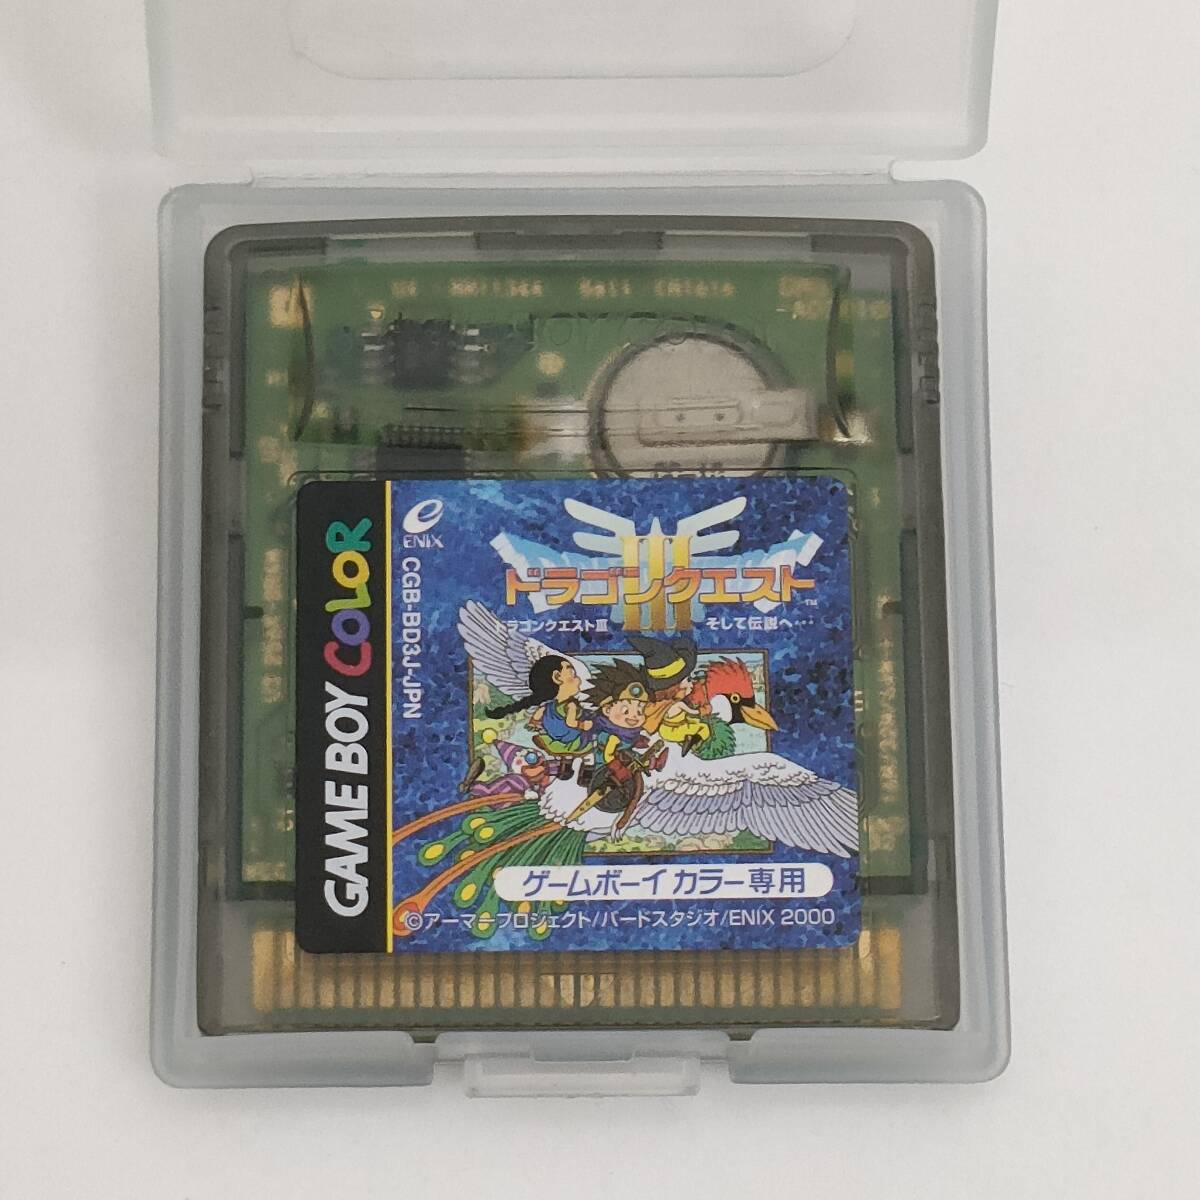 GAME BOY COLOR
ENIX
CGB-BD3J-JPN
III
ドラゴンクエスト™
ドラゴンクエストIII そして伝説へ…
ゲームボーイカラー専用
©アーマープロジェクト/バードスタジオ/ENIX 2000